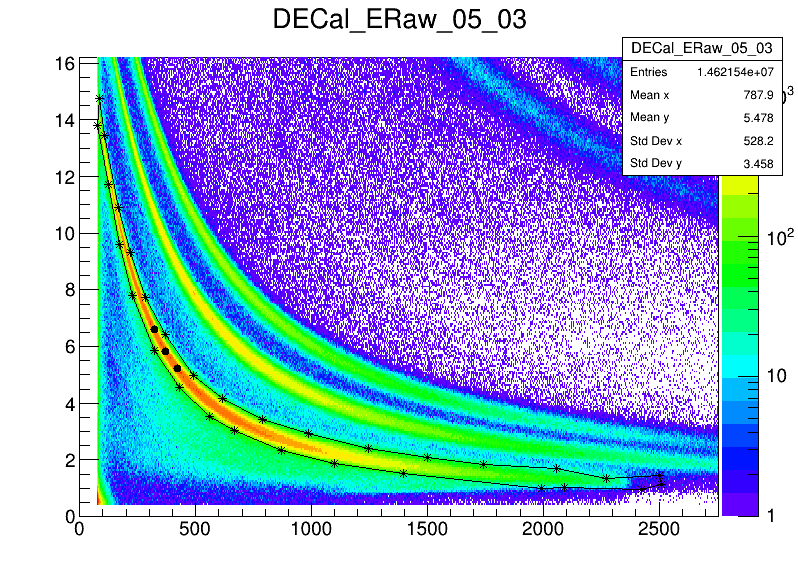 DECal_ERaw_05_03
DECal_ERaw_05_03
Entries 1.462154e+07
Mean x 787.9
Mean y 5.478
Std Dev x 528.2
Std Dev y 3.458
16
14
12
10
8
6
4
2
0
0 500 1000 1500 2000 2500
10²
10
1